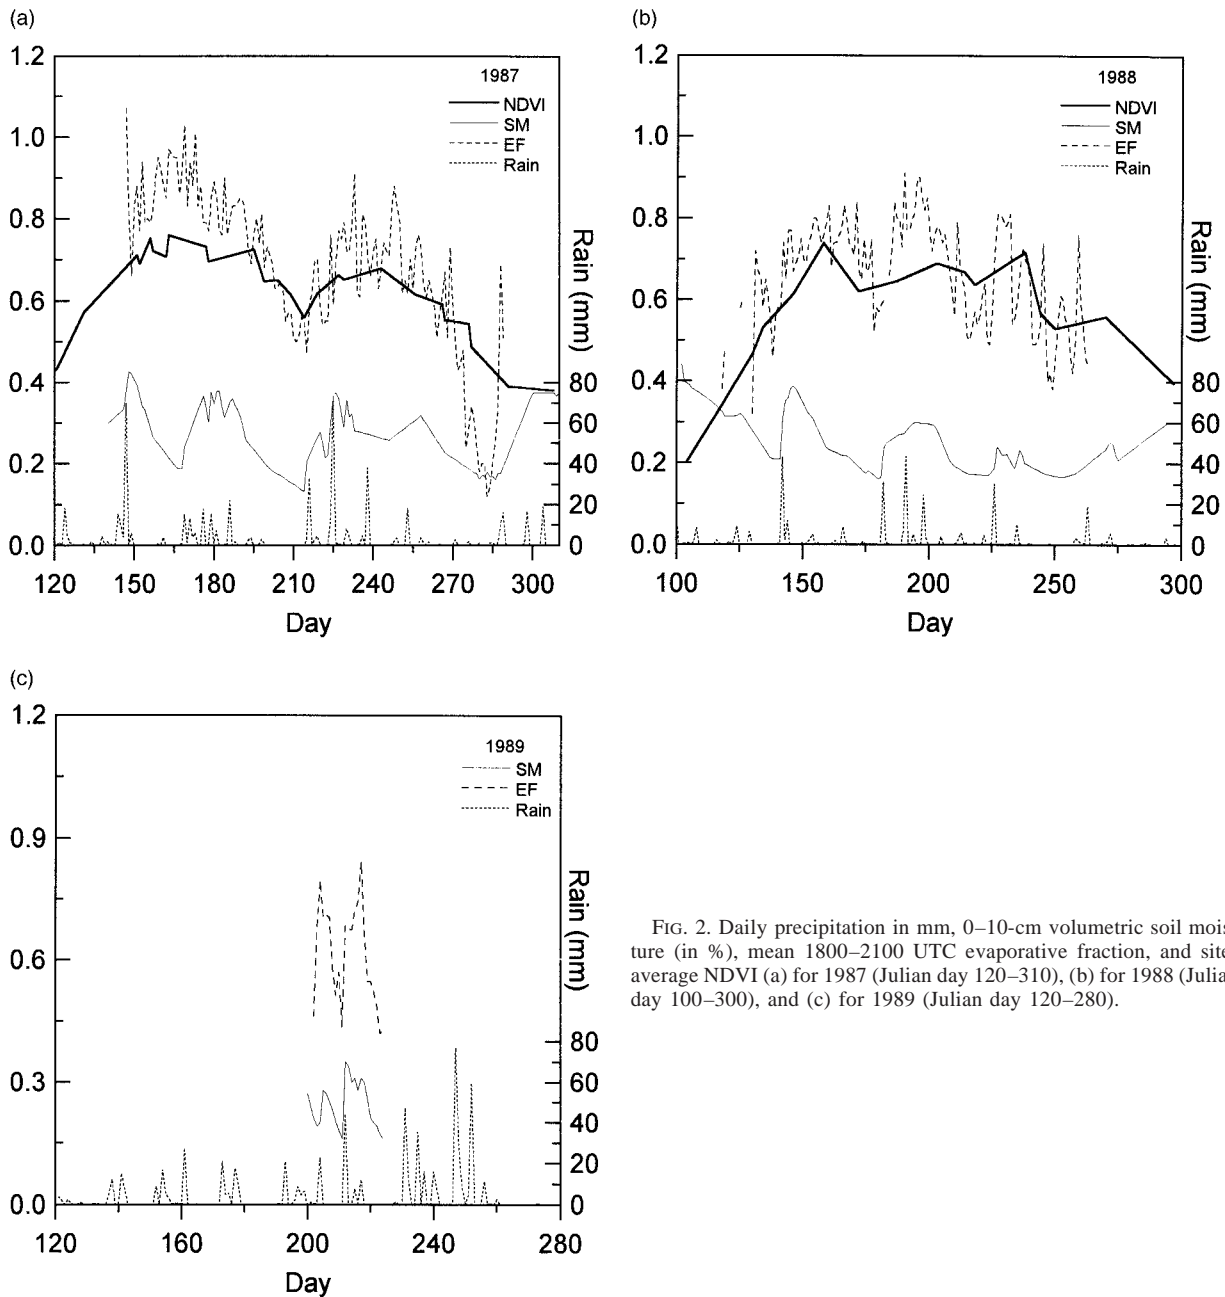 (a)
1987
NDVI
SM
EF
Rain
1.2
1.0
0.8
0.6
0.4
0.2
0.0
80
60
40
20
0
Rain (mm)
120 150 180 210 240 270 300
Day
(b)
1988
NDVI
SM
EF
Rain
1.2
1.0
0.8
0.6
0.4
0.2
0.0
80
60
40
20
0
Rain (mm)
100 150 200 250 300
Day
(c)
1989
SM
EF
Rain
1.2
0.9
0.6
0.3
0.0
80
60
40
20
0
Rain (mm)
120 160 200 240 280
Day
FIG. 2. Daily precipitation in mm, 0–10-cm volumetric soil mois-
ture (in %), mean 1800–2100 UTC evaporative fraction, and site
average NDVI (a) for 1987 (Julian day 120–310), (b) for 1988 (Julia
day 100–300), and (c) for 1989 (Julian day 120–280).